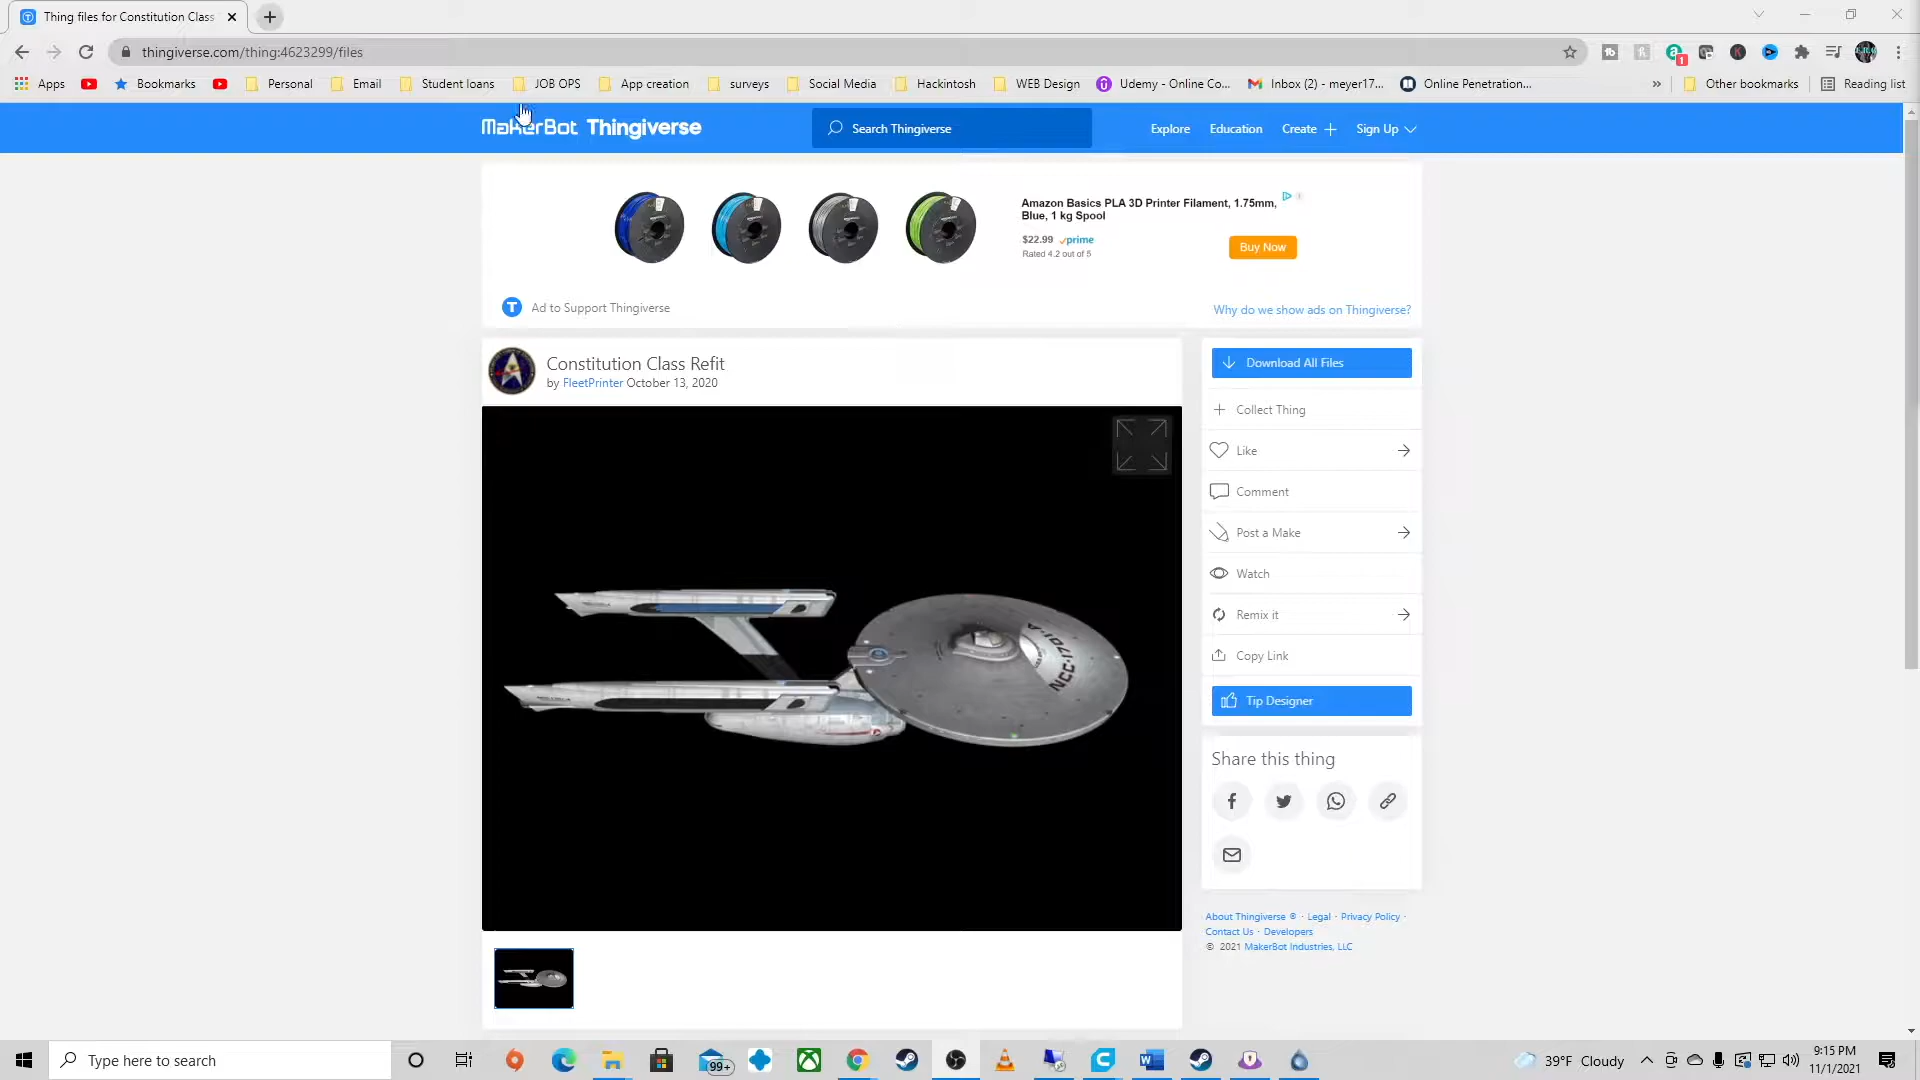 Thing files for Constitution Class
thingiverse.com/thing:4623299/files
Apps
Bookmarks
Personal
Email
Student loans
JOB OPS
App creation
surveys
Social Media
Hackintosh
WEB Design
Udemy - Online Co...
Inbox (2) - meyer17...
Online Penetration...
»
Other bookmarks
Reading list
MakerBot Thingiverse
Search Thingiverse
Explore
Education
Create
Sign Up
Amazon Basics PLA 3D Printer Filament, 1.75mm,
Blue, 1 kg Spool
$22.99 prime
Rated 4.2 out of 5
Buy Now
Ad to Support Thingiverse
Why do we show ads on Thingiverse?
Constitution Class Refit
by FleetPrinter October 13, 2020
NCC-1701-A
Download All Files
Collect Thing
Like
Comment
Post a Make
Watch
Remix it
Copy Link
Tip Designer
Share this thing
About Thingiverse ® · Legal · Privacy Policy ·
Contact Us · Developers
© 2021 MakerBot Industries, LLC
Type here to search
99+
39°F Cloudy
9:15 PM
11/1/2021